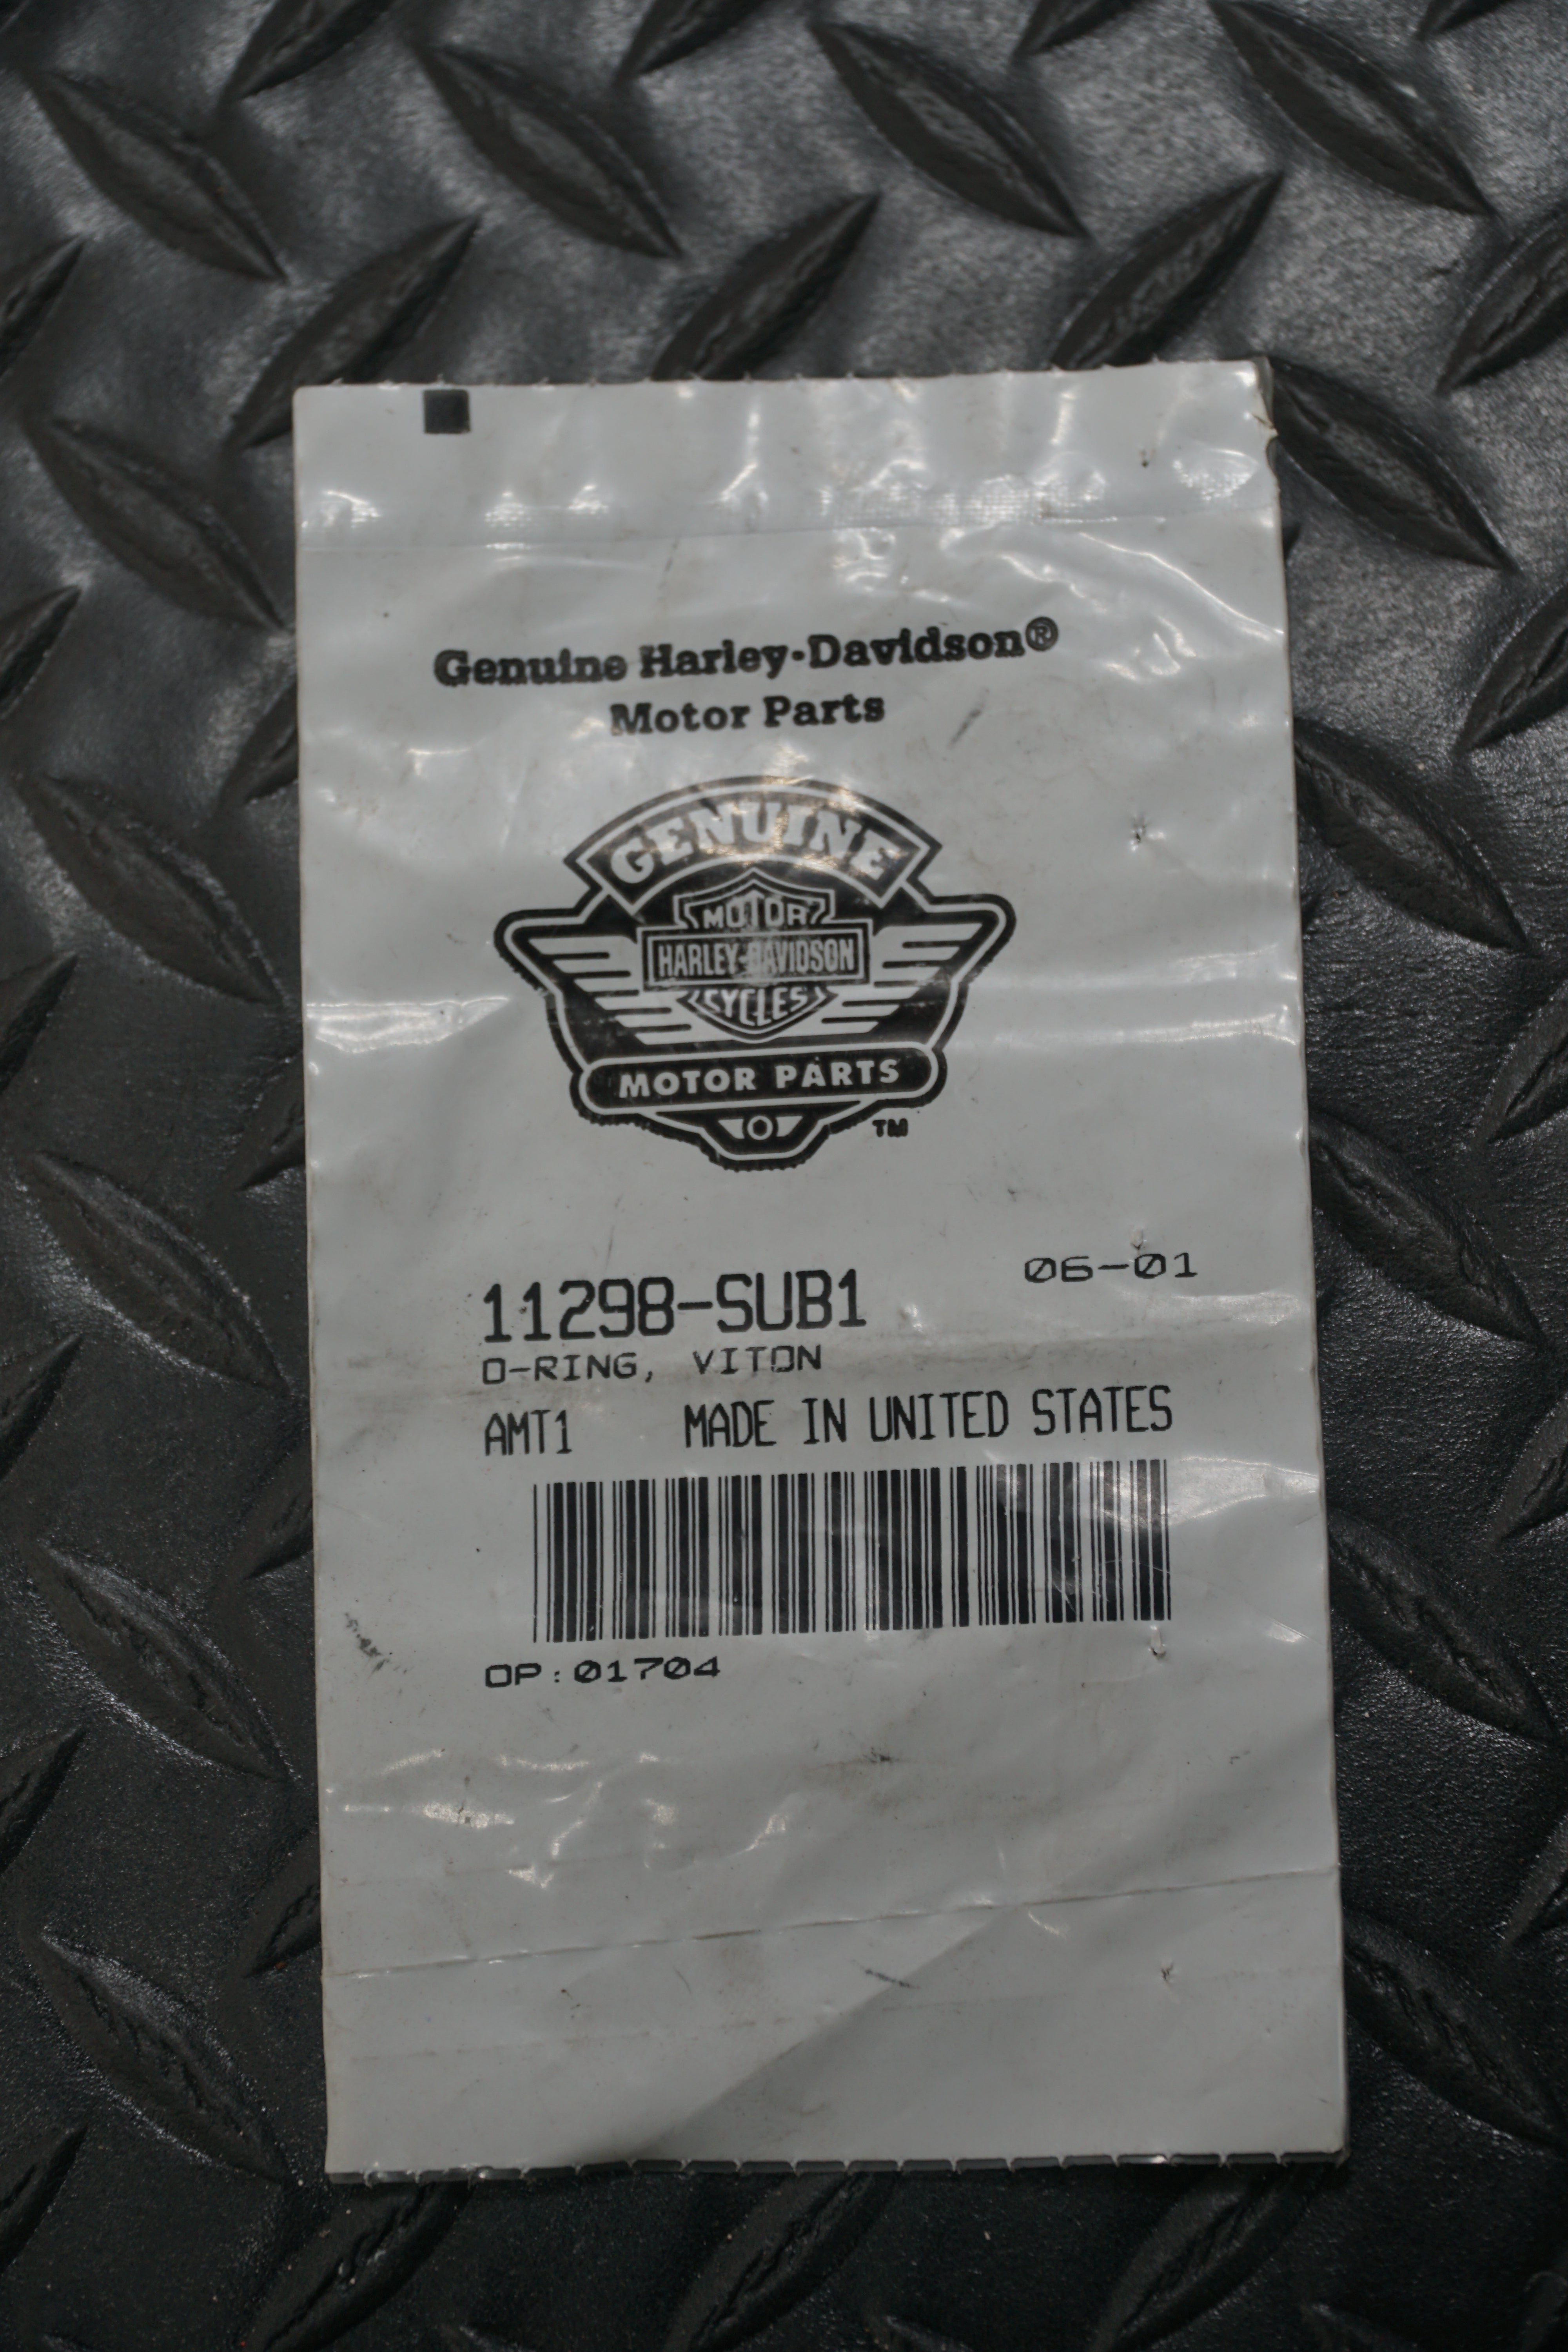 Genuine Harley-Davidson®
Motor Parts
GENUINE
MOTOR
HARLEY-DAVIDSON
CYCLES
MOTOR PARTS
TM
06-01
11298-SUB1
O-RING, VITON
AMT1 MADE IN UNITED STATES
OP:01704